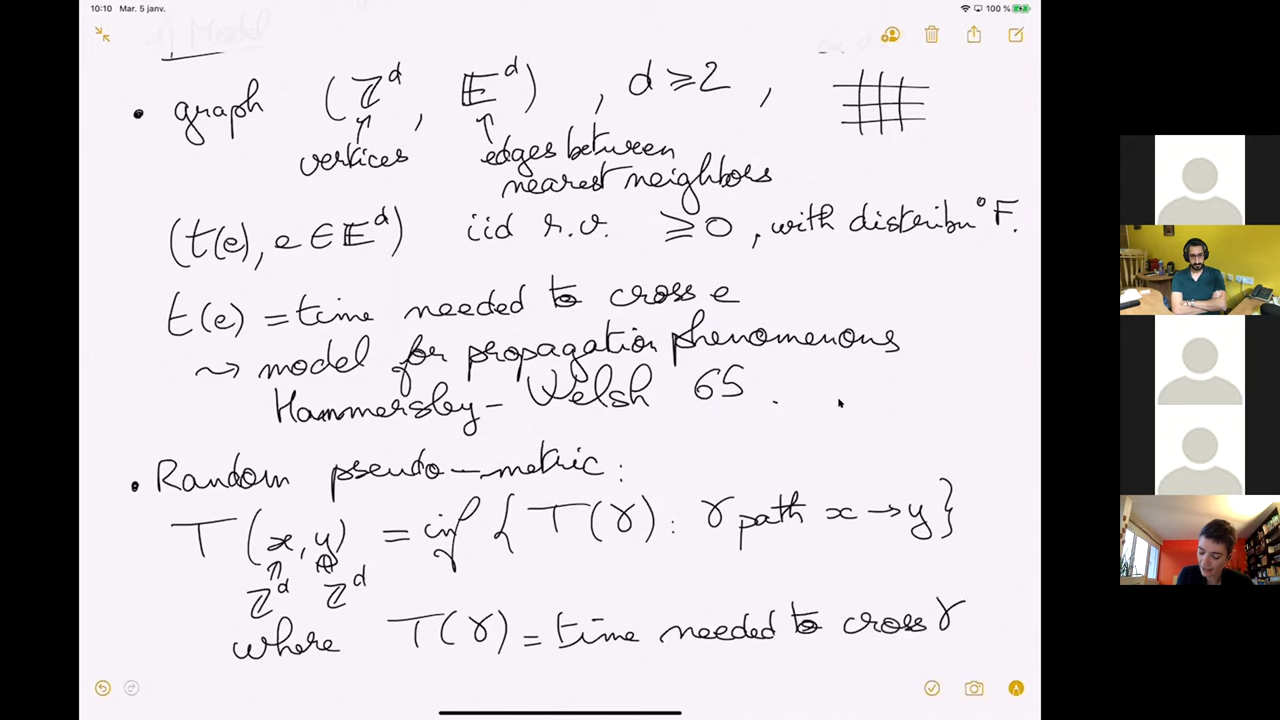 10:10 Mar. 5 janv.
100 %
1) Model
• graph (ℤ^d, 𝔼^d), d ⩾ 2,
vertices edges between
nearest neighbors
(t(e), e ∈ 𝔼^d) iid r.v. ⩾ 0, with distribu° F.
t(e) = time needed to cross e
⇝ model for propagation phenomenons
Hammersley - Welsh 65.
• Random pseudo-metric:
T(x, y) = inf { T(γ) : γ path x → y }
ℤ^d ℤ^d
where T(γ) = time needed to cross γ